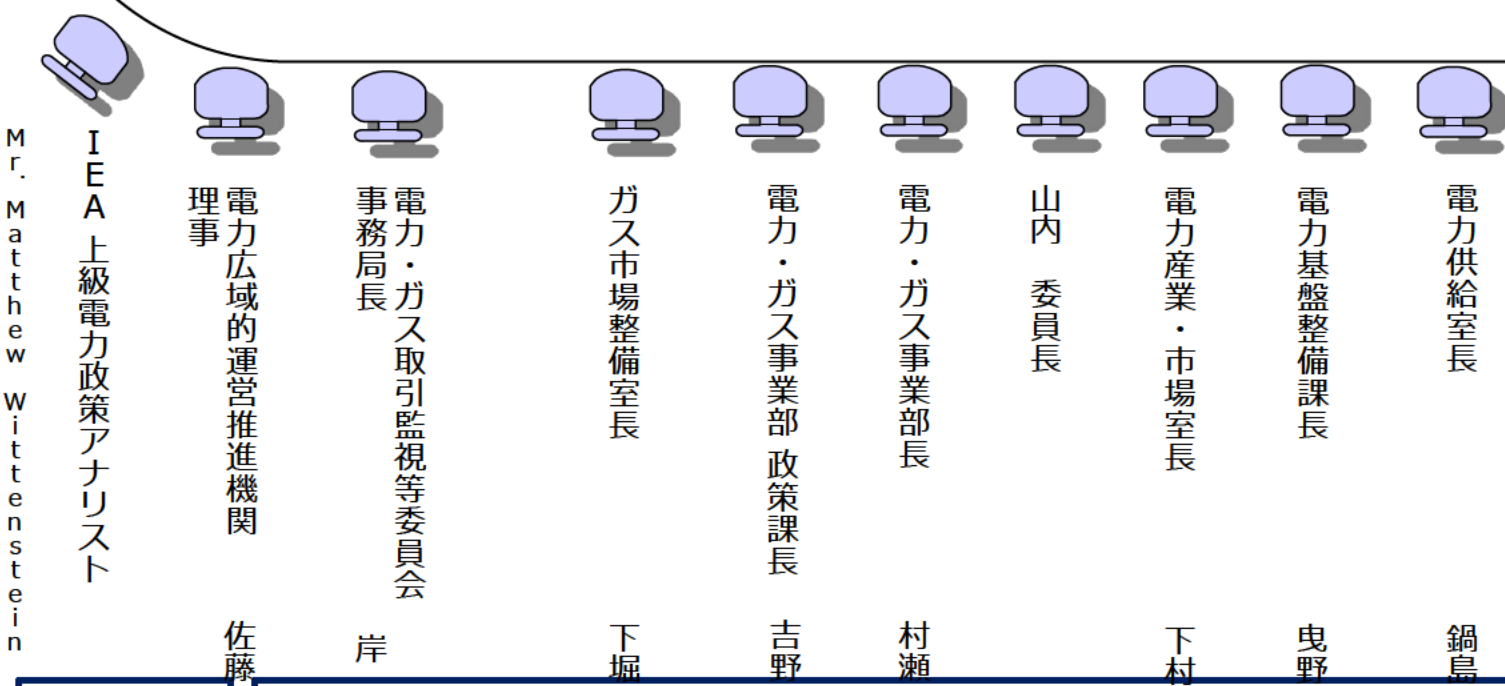 電力供給室長　鍋島
電力基盤整備課長　曳野
電力産業・市場室長　下村
山内　委員長
電力・ガス事業部長　村瀬
電力・ガス事業部 政策課長　吉野
ガス市場整備室長　下堀
電力・ガス取引監視等委員会
事務局長　岸
電力広域的運営推進機関　佐藤
理事
ＩＥＡ 上級電力政策アナリスト
Mr. Matthew Wittenstein